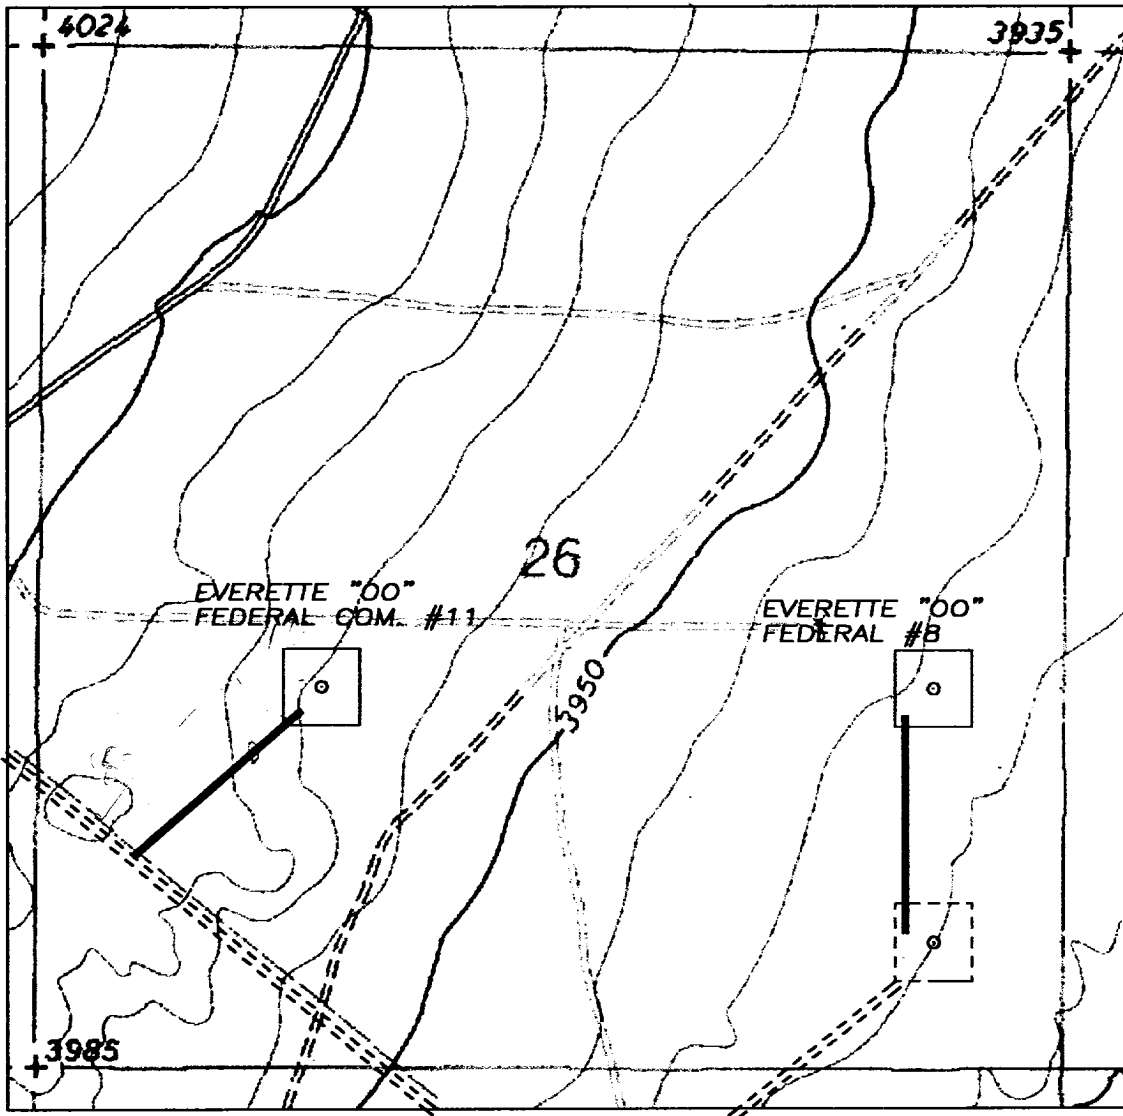 4024
3935
26
EVERETTE "OO"
FEDERAL COM. #11
EVERETTE "OO"
FEDERAL #8
3950
3985